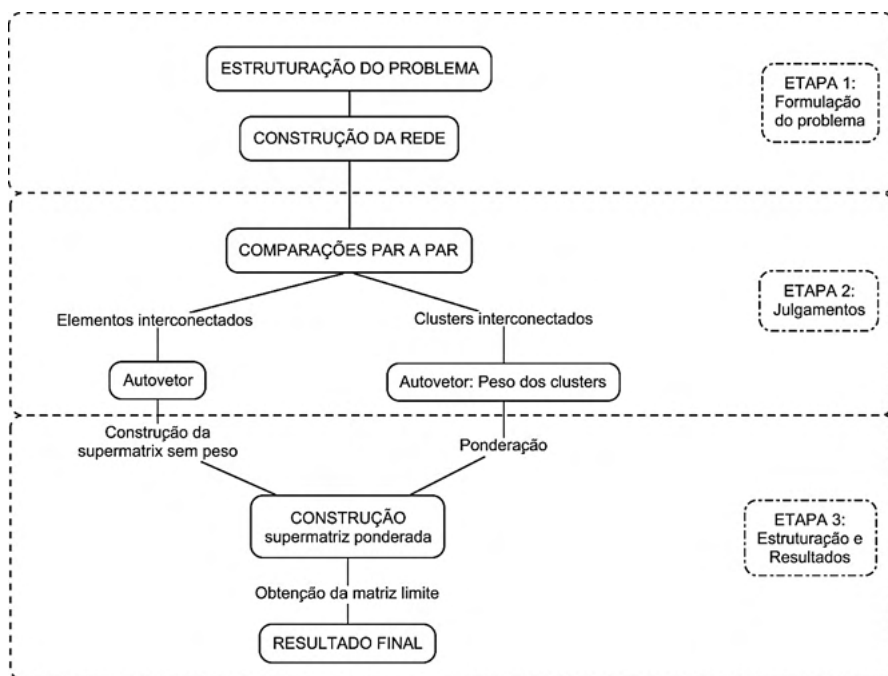 ESTRUTURAÇÃO DO PROBLEMA
ETAPA 1:
Formulação
do problema
CONSTRUÇÃO DA REDE
COMPARAÇÕES PAR A PAR
ETAPA 2:
Julgamentos
Elementos interconectados
Clusters interconectados
Autovetor
Autovetor: Peso dos clusters
Construção da
supermatrix sem peso
Ponderação
CONSTRUÇÃO
supermatriz ponderada
ETAPA 3:
Estruturação e
Resultados
Obtenção da matriz limite
RESULTADO FINAL